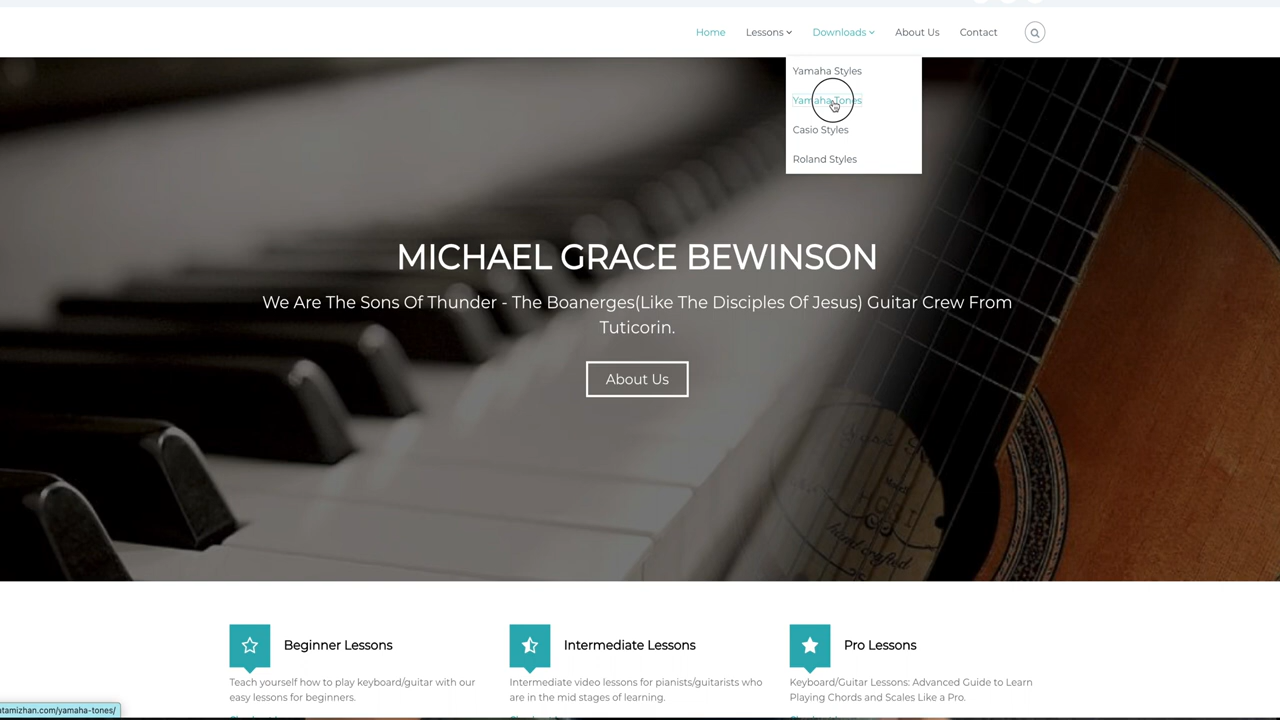 Home
Lessons
Downloads
About Us
Contact
Yamaha Styles
Yamaha Tones
Casio Styles
Roland Styles
MICHAEL GRACE BEWINSON
We Are The Sons Of Thunder - The Boanerges(Like The Disciples Of Jesus) Guitar Crew From
Tuticorin.
About Us
hand crafted
Beginner Lessons
Teach yourself how to play keyboard/guitar with our
easy lessons for beginners.
Intermediate Lessons
Intermediate video lessons for pianists/guitarists who
are in the mid stages of learning.
Pro Lessons
Keyboard/Guitar Lessons: Advanced Guide to Learn
Playing Chords and Scales Like a Pro.
atamizhan.com/yamaha-tones/